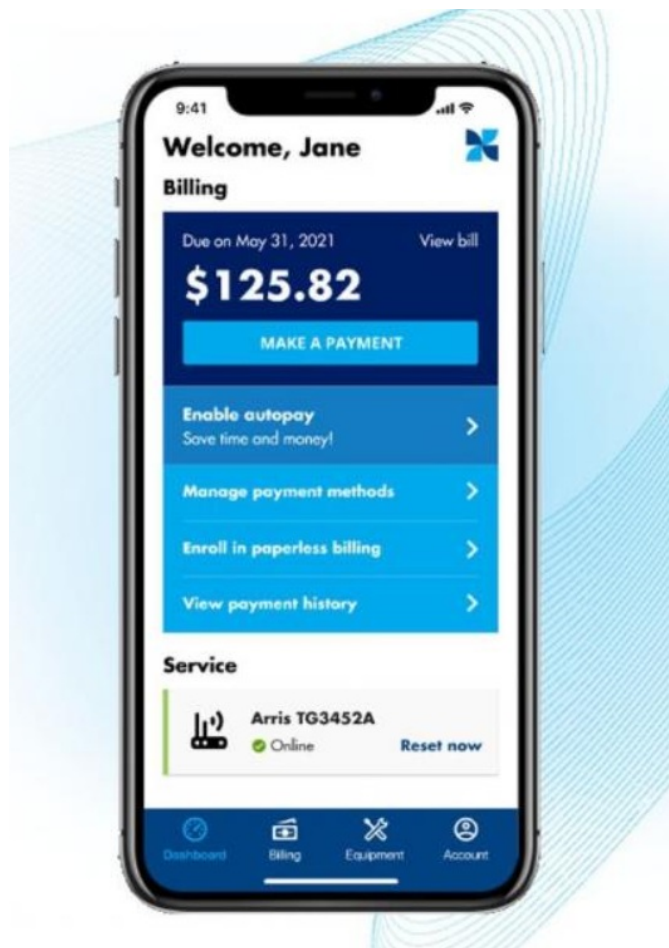 9:41
Welcome, Jane
Billing
Due on May 31, 2021 View bill
$125.82
MAKE A PAYMENT
Enable autopay
Save time and money!
Manage payment methods
Enroll in paperless billing
View payment history
Service
Arris TG3452A
Online Reset now
Dashboard Billing Equipment Account